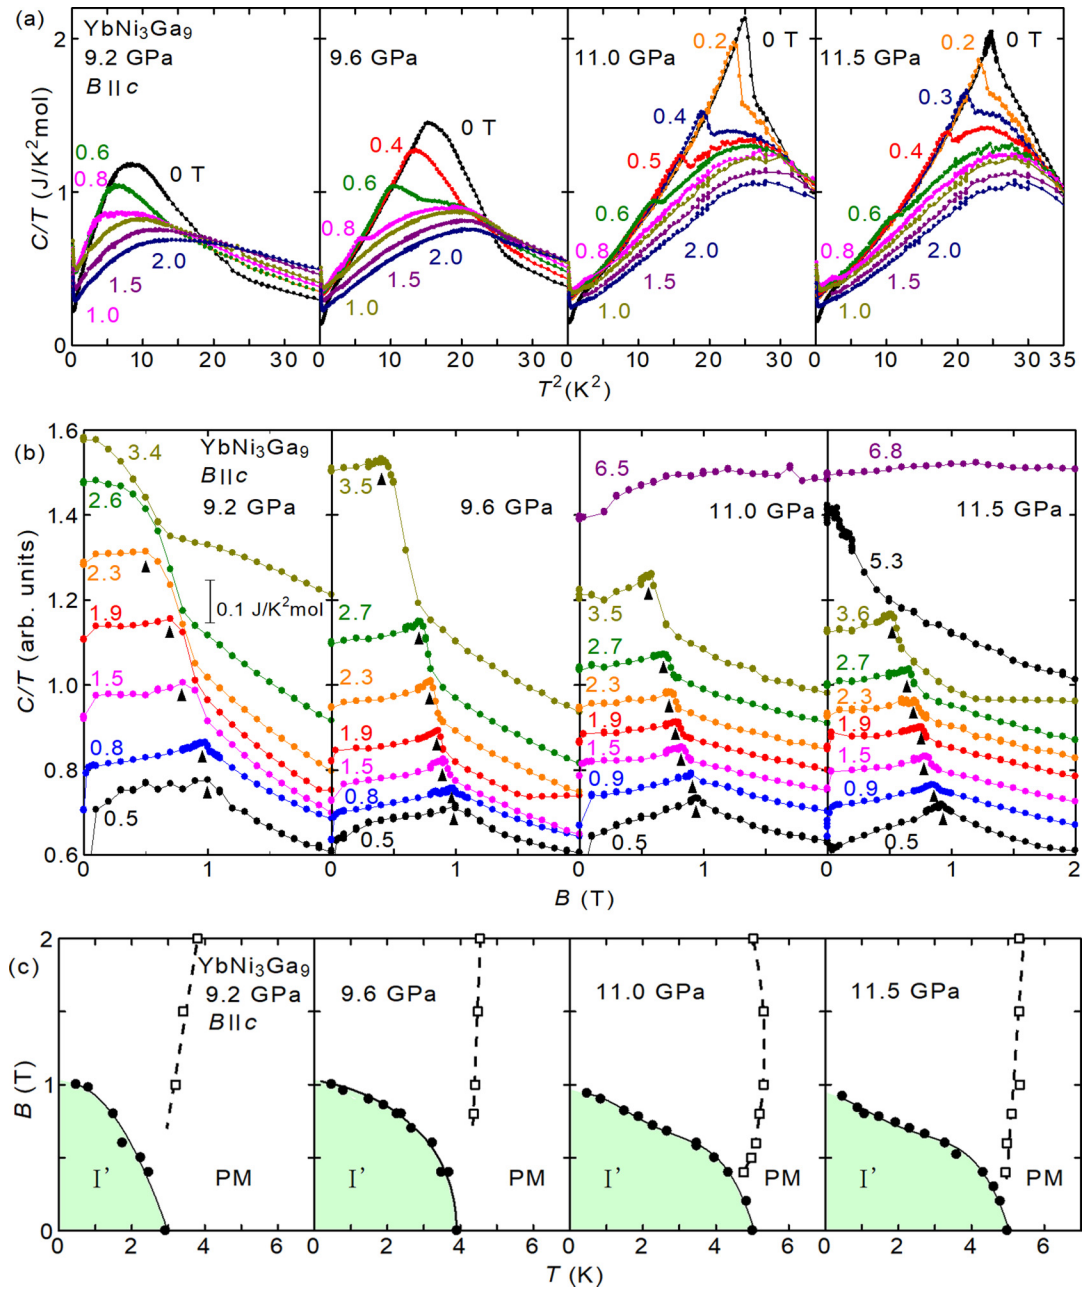 (a)
YbNi₃Ga₉
9.2 GPa
B || c
0.6
0.8
0 T
2.0
1.5
1.0
9.6 GPa
0 T
0.4
0.6
0.8
2.0
1.5
1.0
11.0 GPa
0.2
0 T
0.4
0.5
0.6
0.8
2.0
1.5
1.0
11.5 GPa
0.2
0 T
0.3
0.4
0.6
0.8
2.0
1.5
1.0
2
1
0
C/T (J/K²mol)
0 10 20 30 0 10 20 30 0 10 20 30 0 10 20 30 35
T²(K²)
(b)
YbNi₃Ga₉
B||c
9.2 GPa
3.4
2.6
2.3
1.9
1.5
0.8
0.5
0.1 J/K²mol
9.6 GPa
3.5
2.7
2.3
1.9
1.5
0.8
0.5
11.0 GPa
6.5
3.5
2.7
2.3
1.9
1.5
0.9
0.5
11.5 GPa
6.8
5.3
3.6
2.7
2.3
1.9
1.5
0.9
0.5
1.6
1.4
1.2
1.0
0.8
0.6
C/T (arb. units)
0 1 0 1 0 1 0 1 2
B (T)
(c)
YbNi₃Ga₉
9.2 GPa
B||c
I’
PM
9.6 GPa
I’
PM
11.0 GPa
I’
PM
11.5 GPa
I’
PM
2
1
0
B (T)
0 2 4 6 0 2 4 6 0 2 4 6 0 2 4 6
T (K)